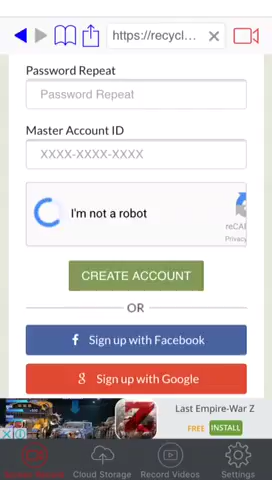 https://recycl...
Password Repeat
Password Repeat
Master Account ID
XXXX-XXXX-XXXX
I'm not a robot
reCA
Privacy
CREATE ACCOUNT
OR
f Sign up with Facebook
g Sign up with Google
Last Empire-War Z
FREE INSTALL
Cloud Storage Record Videos Settings